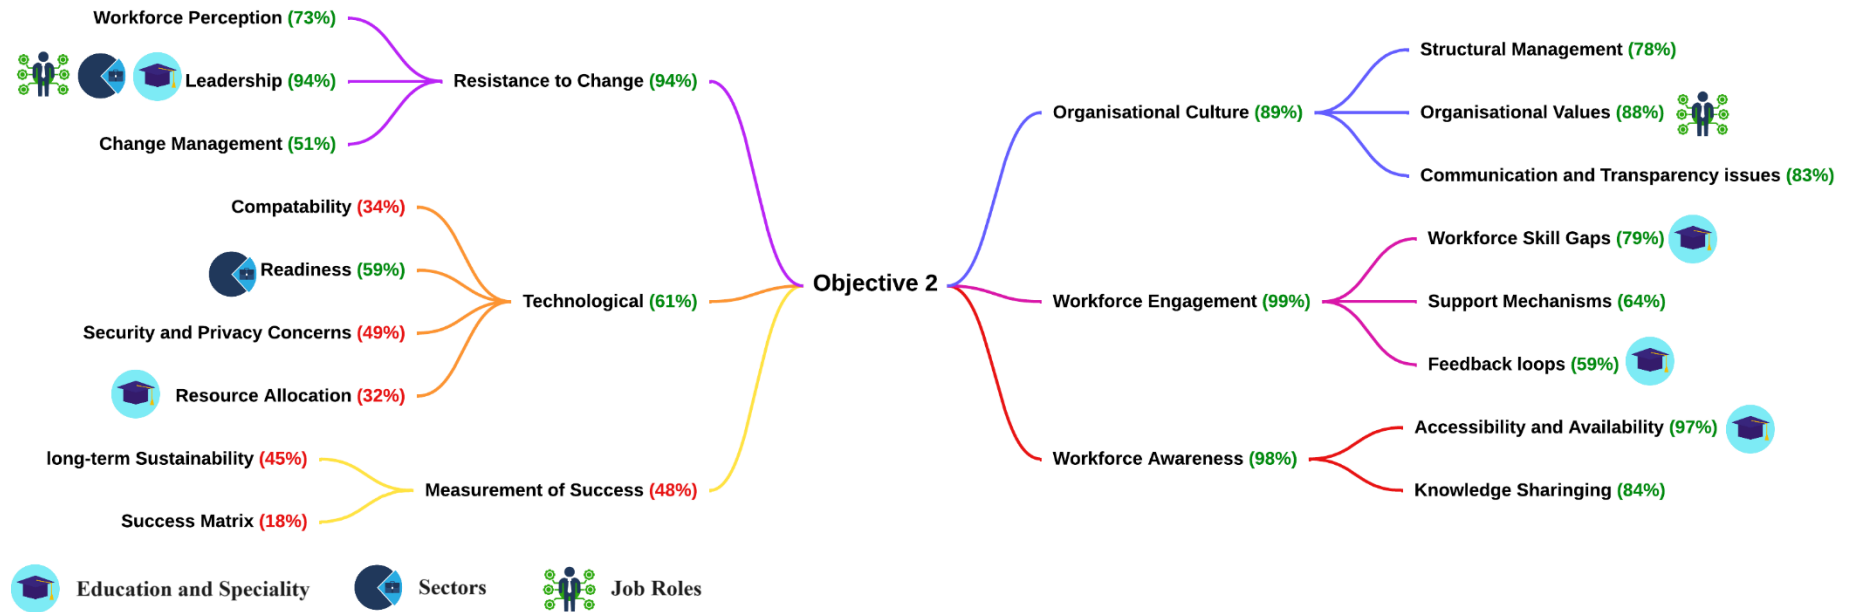 Workforce Perception (73%)
Leadership (94%)
Change Management (51%)
Resistance to Change (94%)
Compatability (34%)
Readiness (59%)
Security and Privacy Concerns (49%)
Resource Allocation (32%)
Technological (61%)
long-term Sustainability (45%)
Success Matrix (18%)
Measurement of Success (48%)
Objective 2
Organisational Culture (89%)
Structural Management (78%)
Organisational Values (88%)
Communication and Transparency issues (83%)
Workforce Engagement (99%)
Workforce Skill Gaps (79%)
Support Mechanisms (64%)
Feedback loops (59%)
Workforce Awareness (98%)
Accessibility and Availability (97%)
Knowledge Sharinging (84%)
Education and Speciality
Sectors
Job Roles